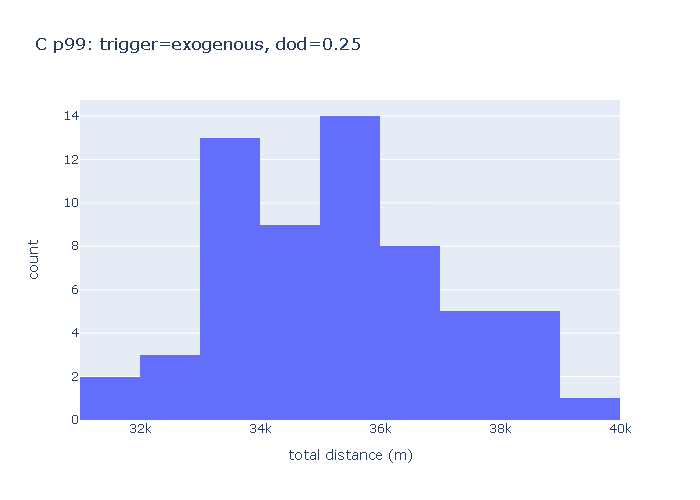 C p99: trigger=exogenous, dod=0.25
14
12
10
8
6
4
2
0
count
32k
34k
36k
38k
40k
total distance (m)